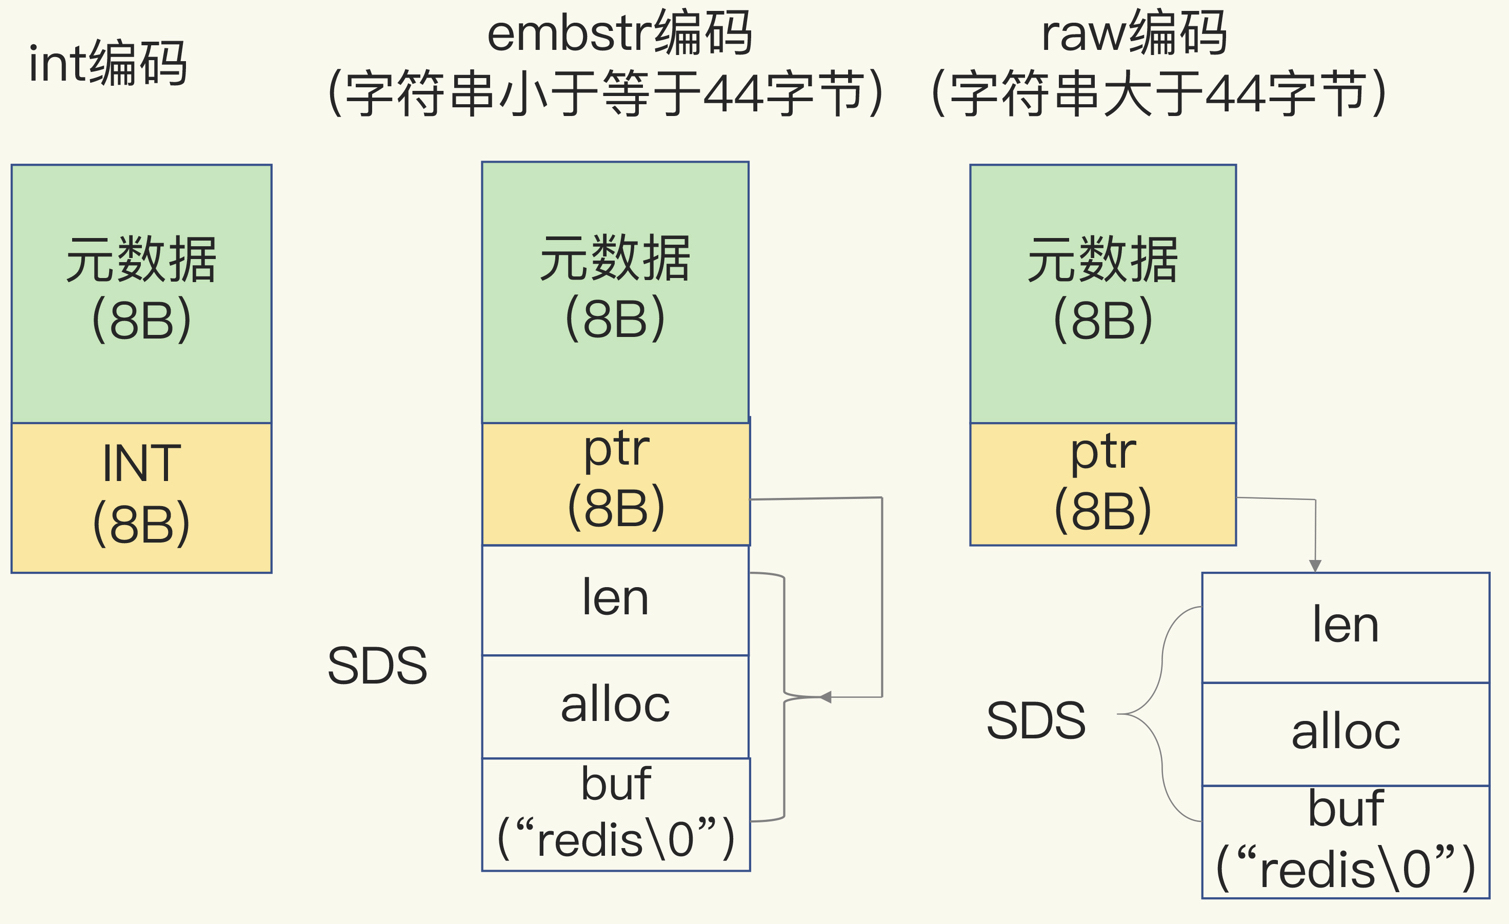 int编码
元数据
(8B)
INT
(8B)
embstr编码
(字符串小于等于44字节)
元数据
(8B)
ptr
(8B)
SDS
len
alloc
buf
(“redis\0”)
raw编码
(字符串大于44字节)
元数据
(8B)
ptr
(8B)
SDS
len
alloc
buf
(“redis\0”)